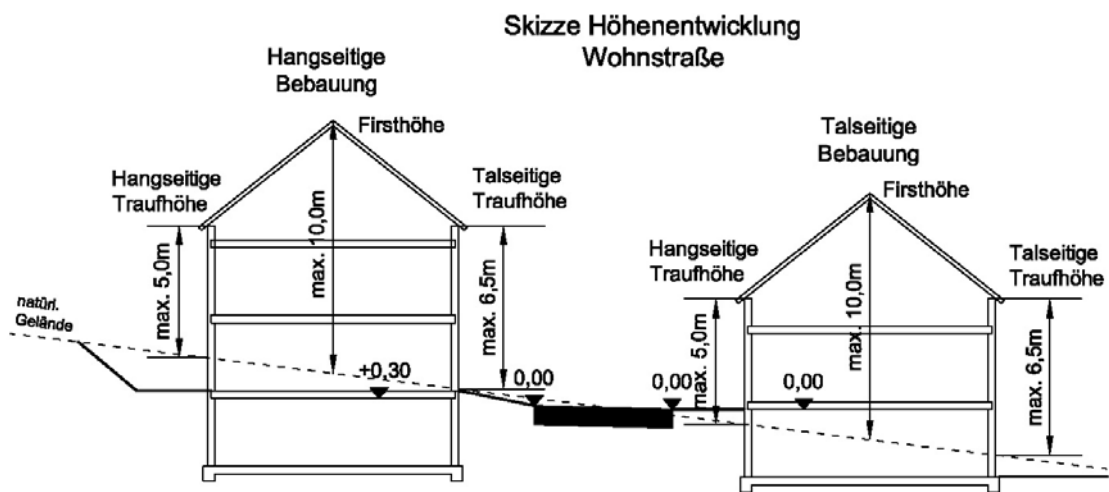 Skizze Höhenentwicklung
Wohnstraße
Hangseitige
Bebauung
Firsthöhe
Hangseitige
Traufhöhe
Talseitige
Traufhöhe
max. 5,0m
max. 10,0m
max. 6,5m
natürl.
Gelände
+0,30
0,00
0,00
Talseitige
Bebauung
Firsthöhe
Hangseitige
Traufhöhe
Talseitige
Traufhöhe
max. 5,0m
max. 10,0m
max. 6,5m
0,00